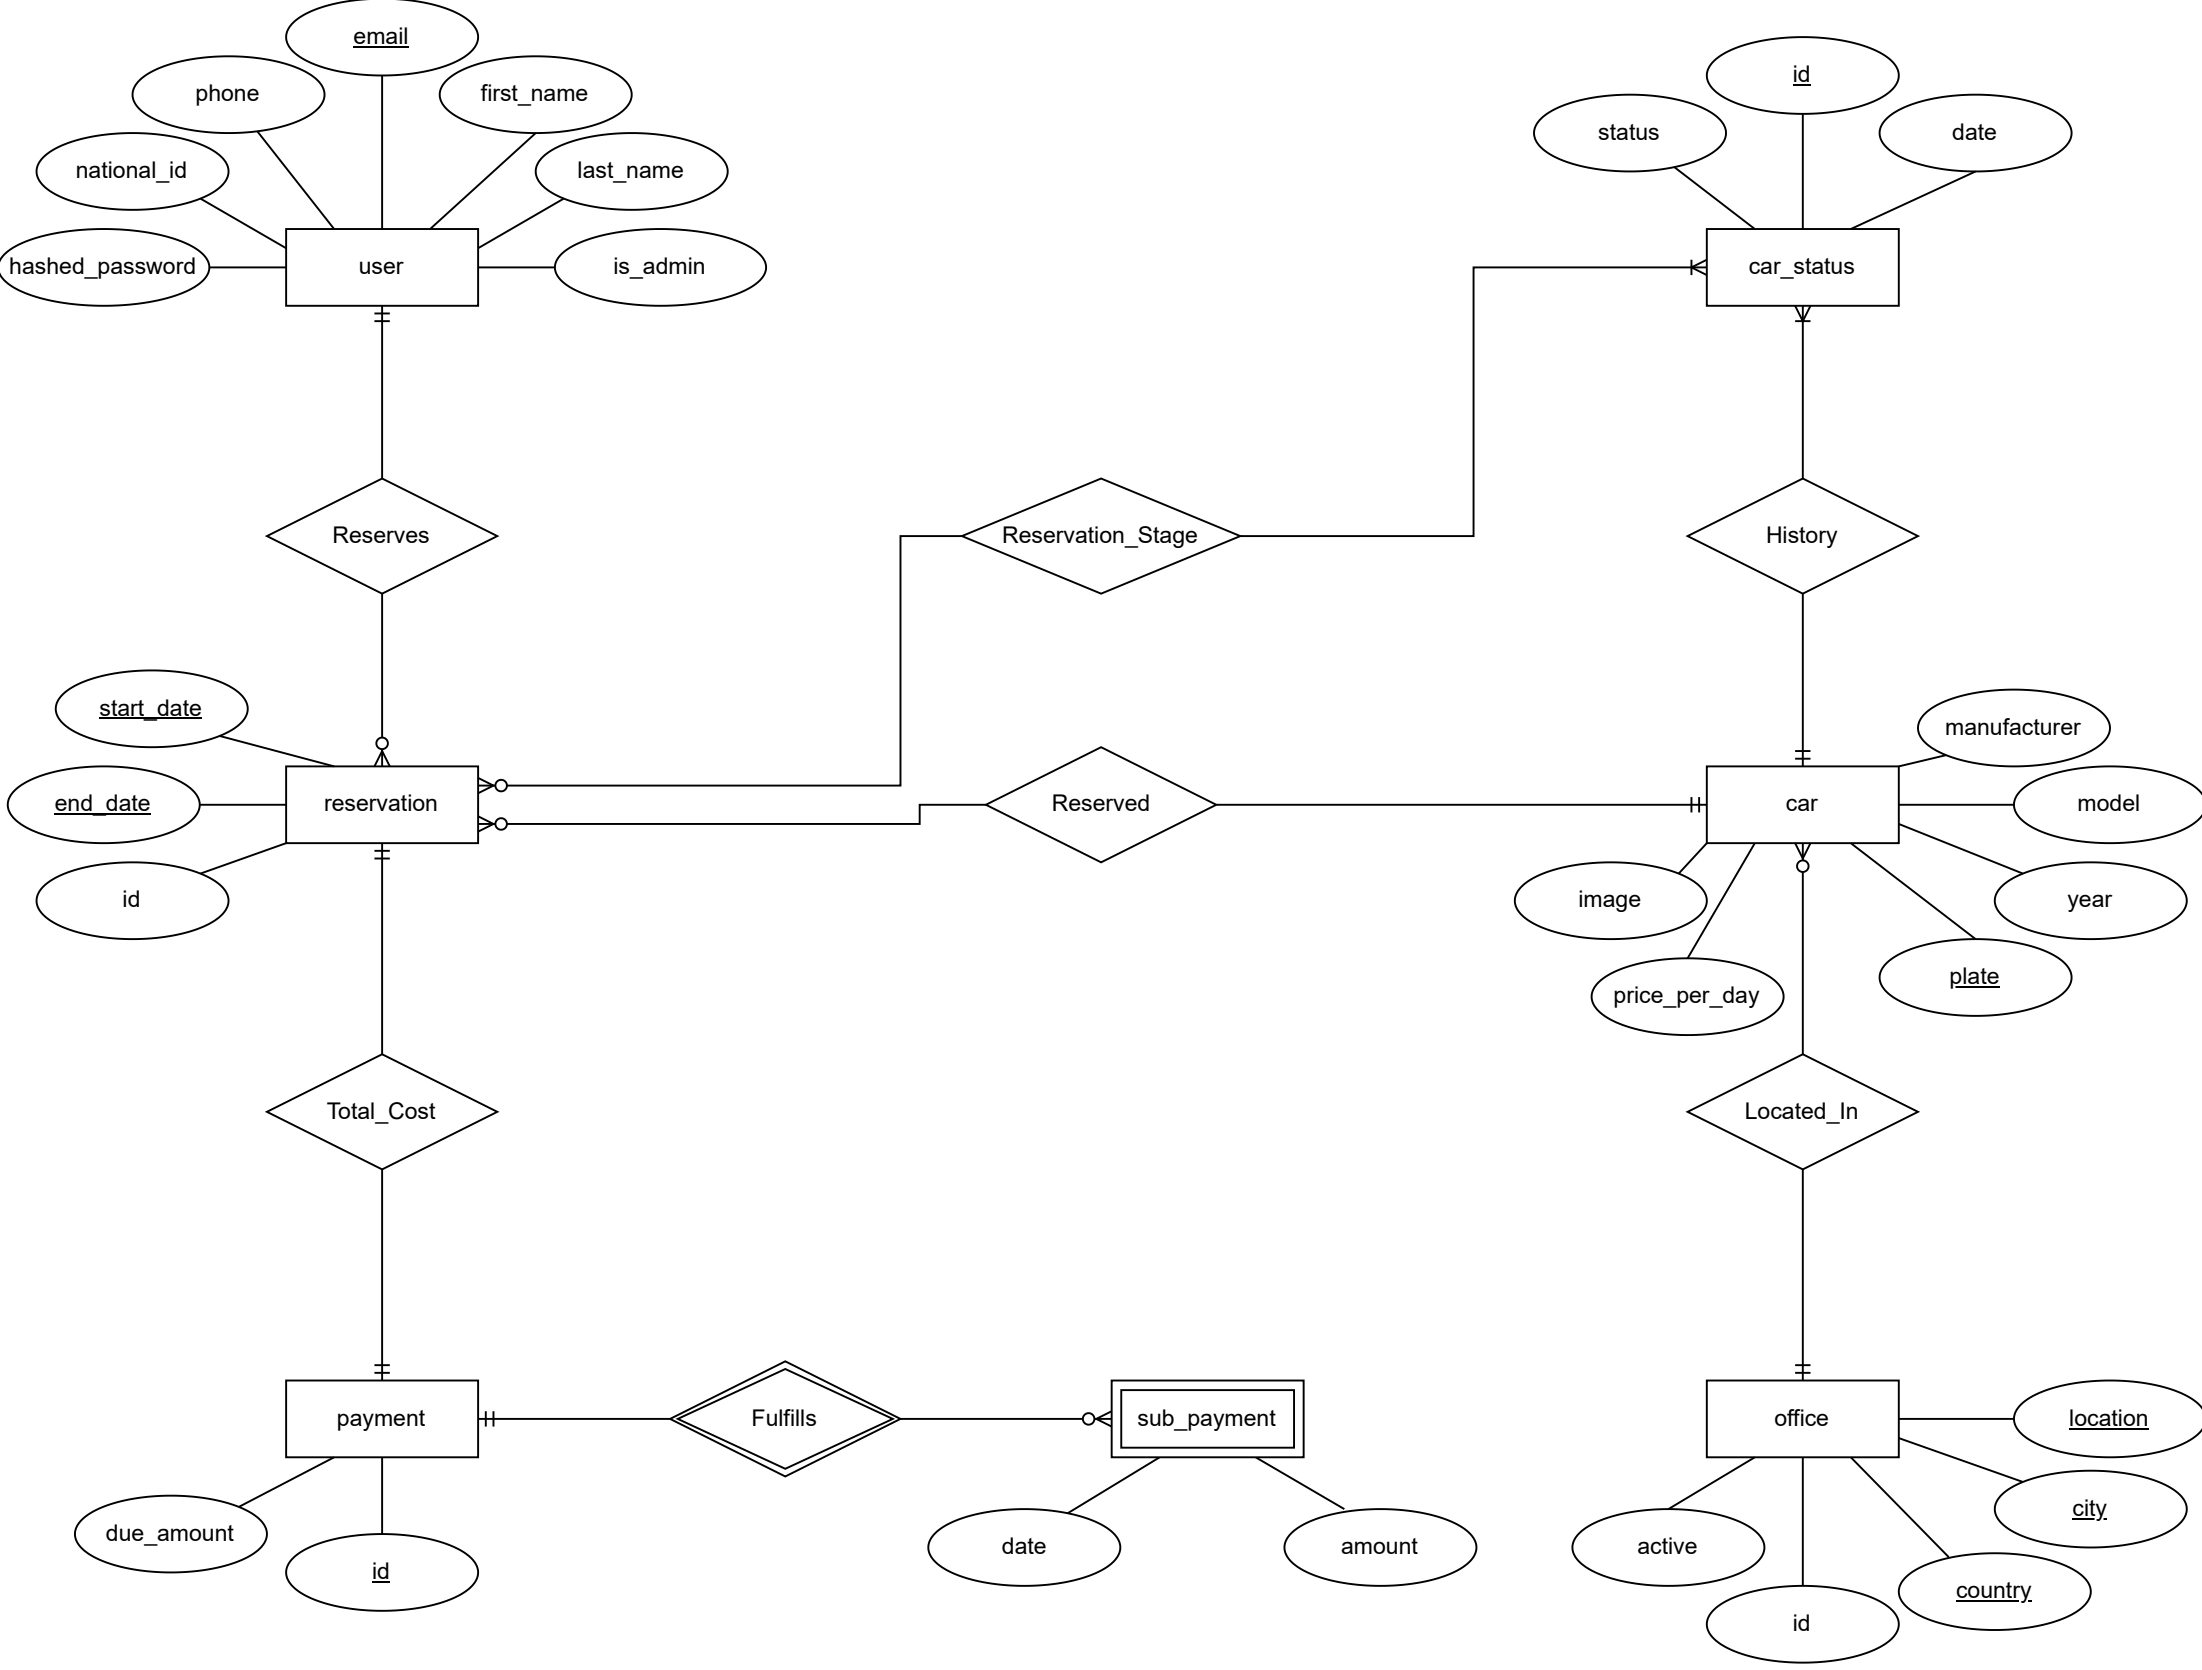 email
id
phone
first_name
status
date
national_id
last_name
hashed_password
user
is_admin
car_status
Reserves
Reservation_Stage
History
start_date
manufacturer
end_date
reservation
Reserved
car
model
id
image
year
price_per_day
plate
Total_Cost
Located_In
payment
Fulfills
sub_payment
office
location
due_amount
id
date
amount
active
city
country
id